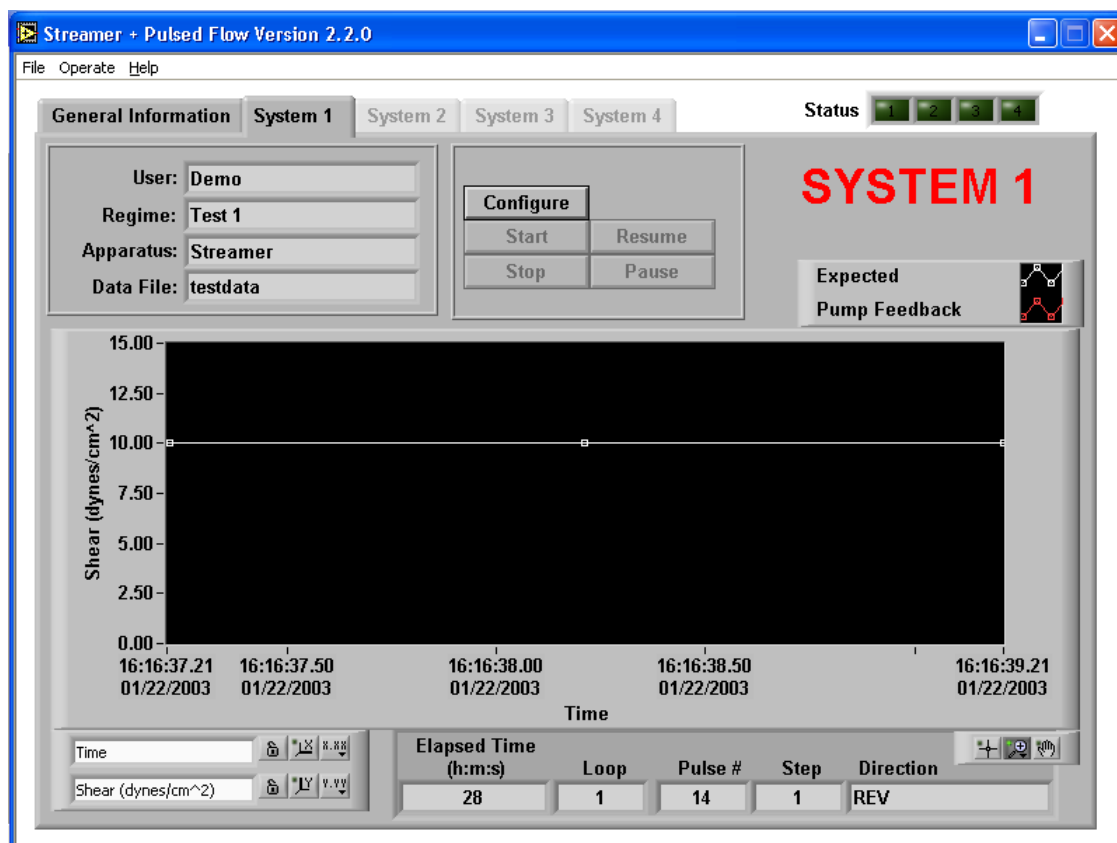 Streamer + Pulsed Flow Version 2.2.0
File Operate Help
General Information System 1 System 2 System 3 System 4
Status 1 2 3 4
User: Demo
Regime: Test 1
Apparatus: Streamer
Data File: testdata
Configure
Start Resume
Stop Pause
SYSTEM 1
Expected
Pump Feedback
Shear (dynes/cm^2)
15.00
12.50
10.00
7.50
5.00
2.50
0.00
16:16:37.21 16:16:37.50 16:16:38.00 16:16:38.50 16:16:39.21
01/22/2003 01/22/2003 01/22/2003 01/22/2003 01/22/2003
Time
Time X X.XX
Shear (dynes/cm^2) Y Y.YY
Elapsed Time
(h:m:s) Loop Pulse # Step Direction
28 1 14 1 REV